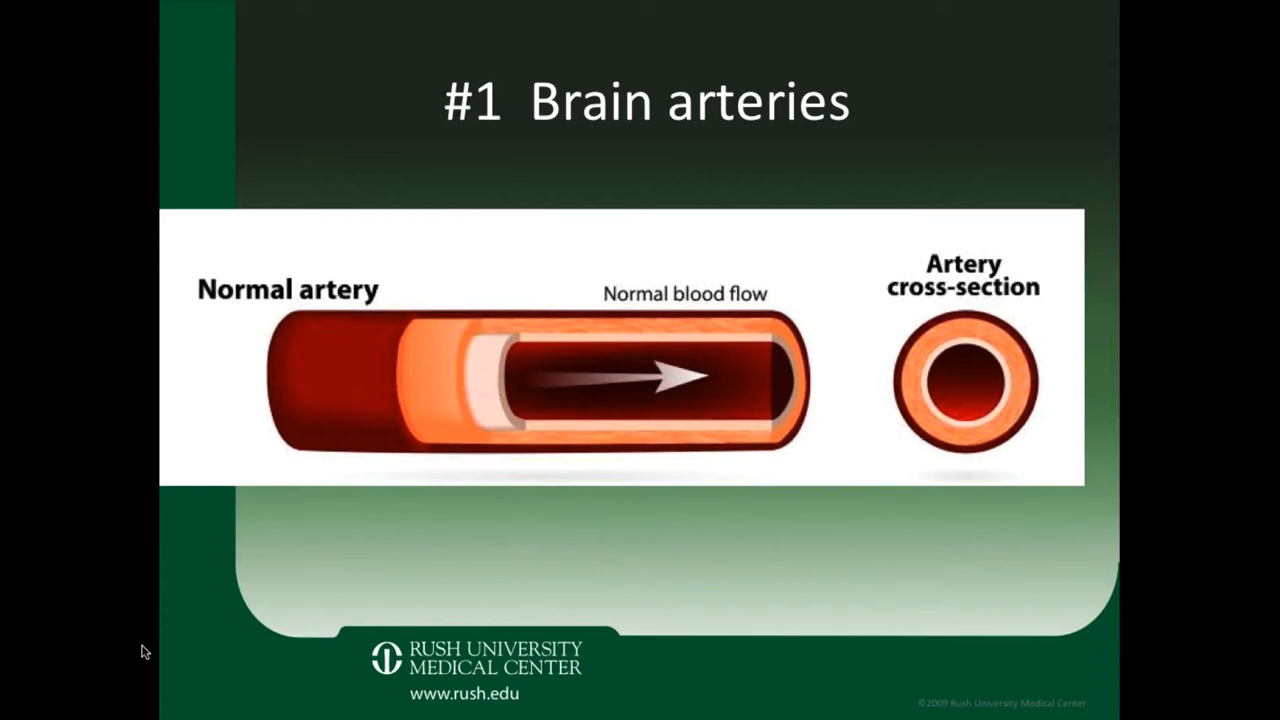 #1 Brain arteries
Normal artery
Normal blood flow
Artery
cross-section
RUSH UNIVERSITY
MEDICAL CENTER
www.rush.edu
©2009 Rush University Medical Center